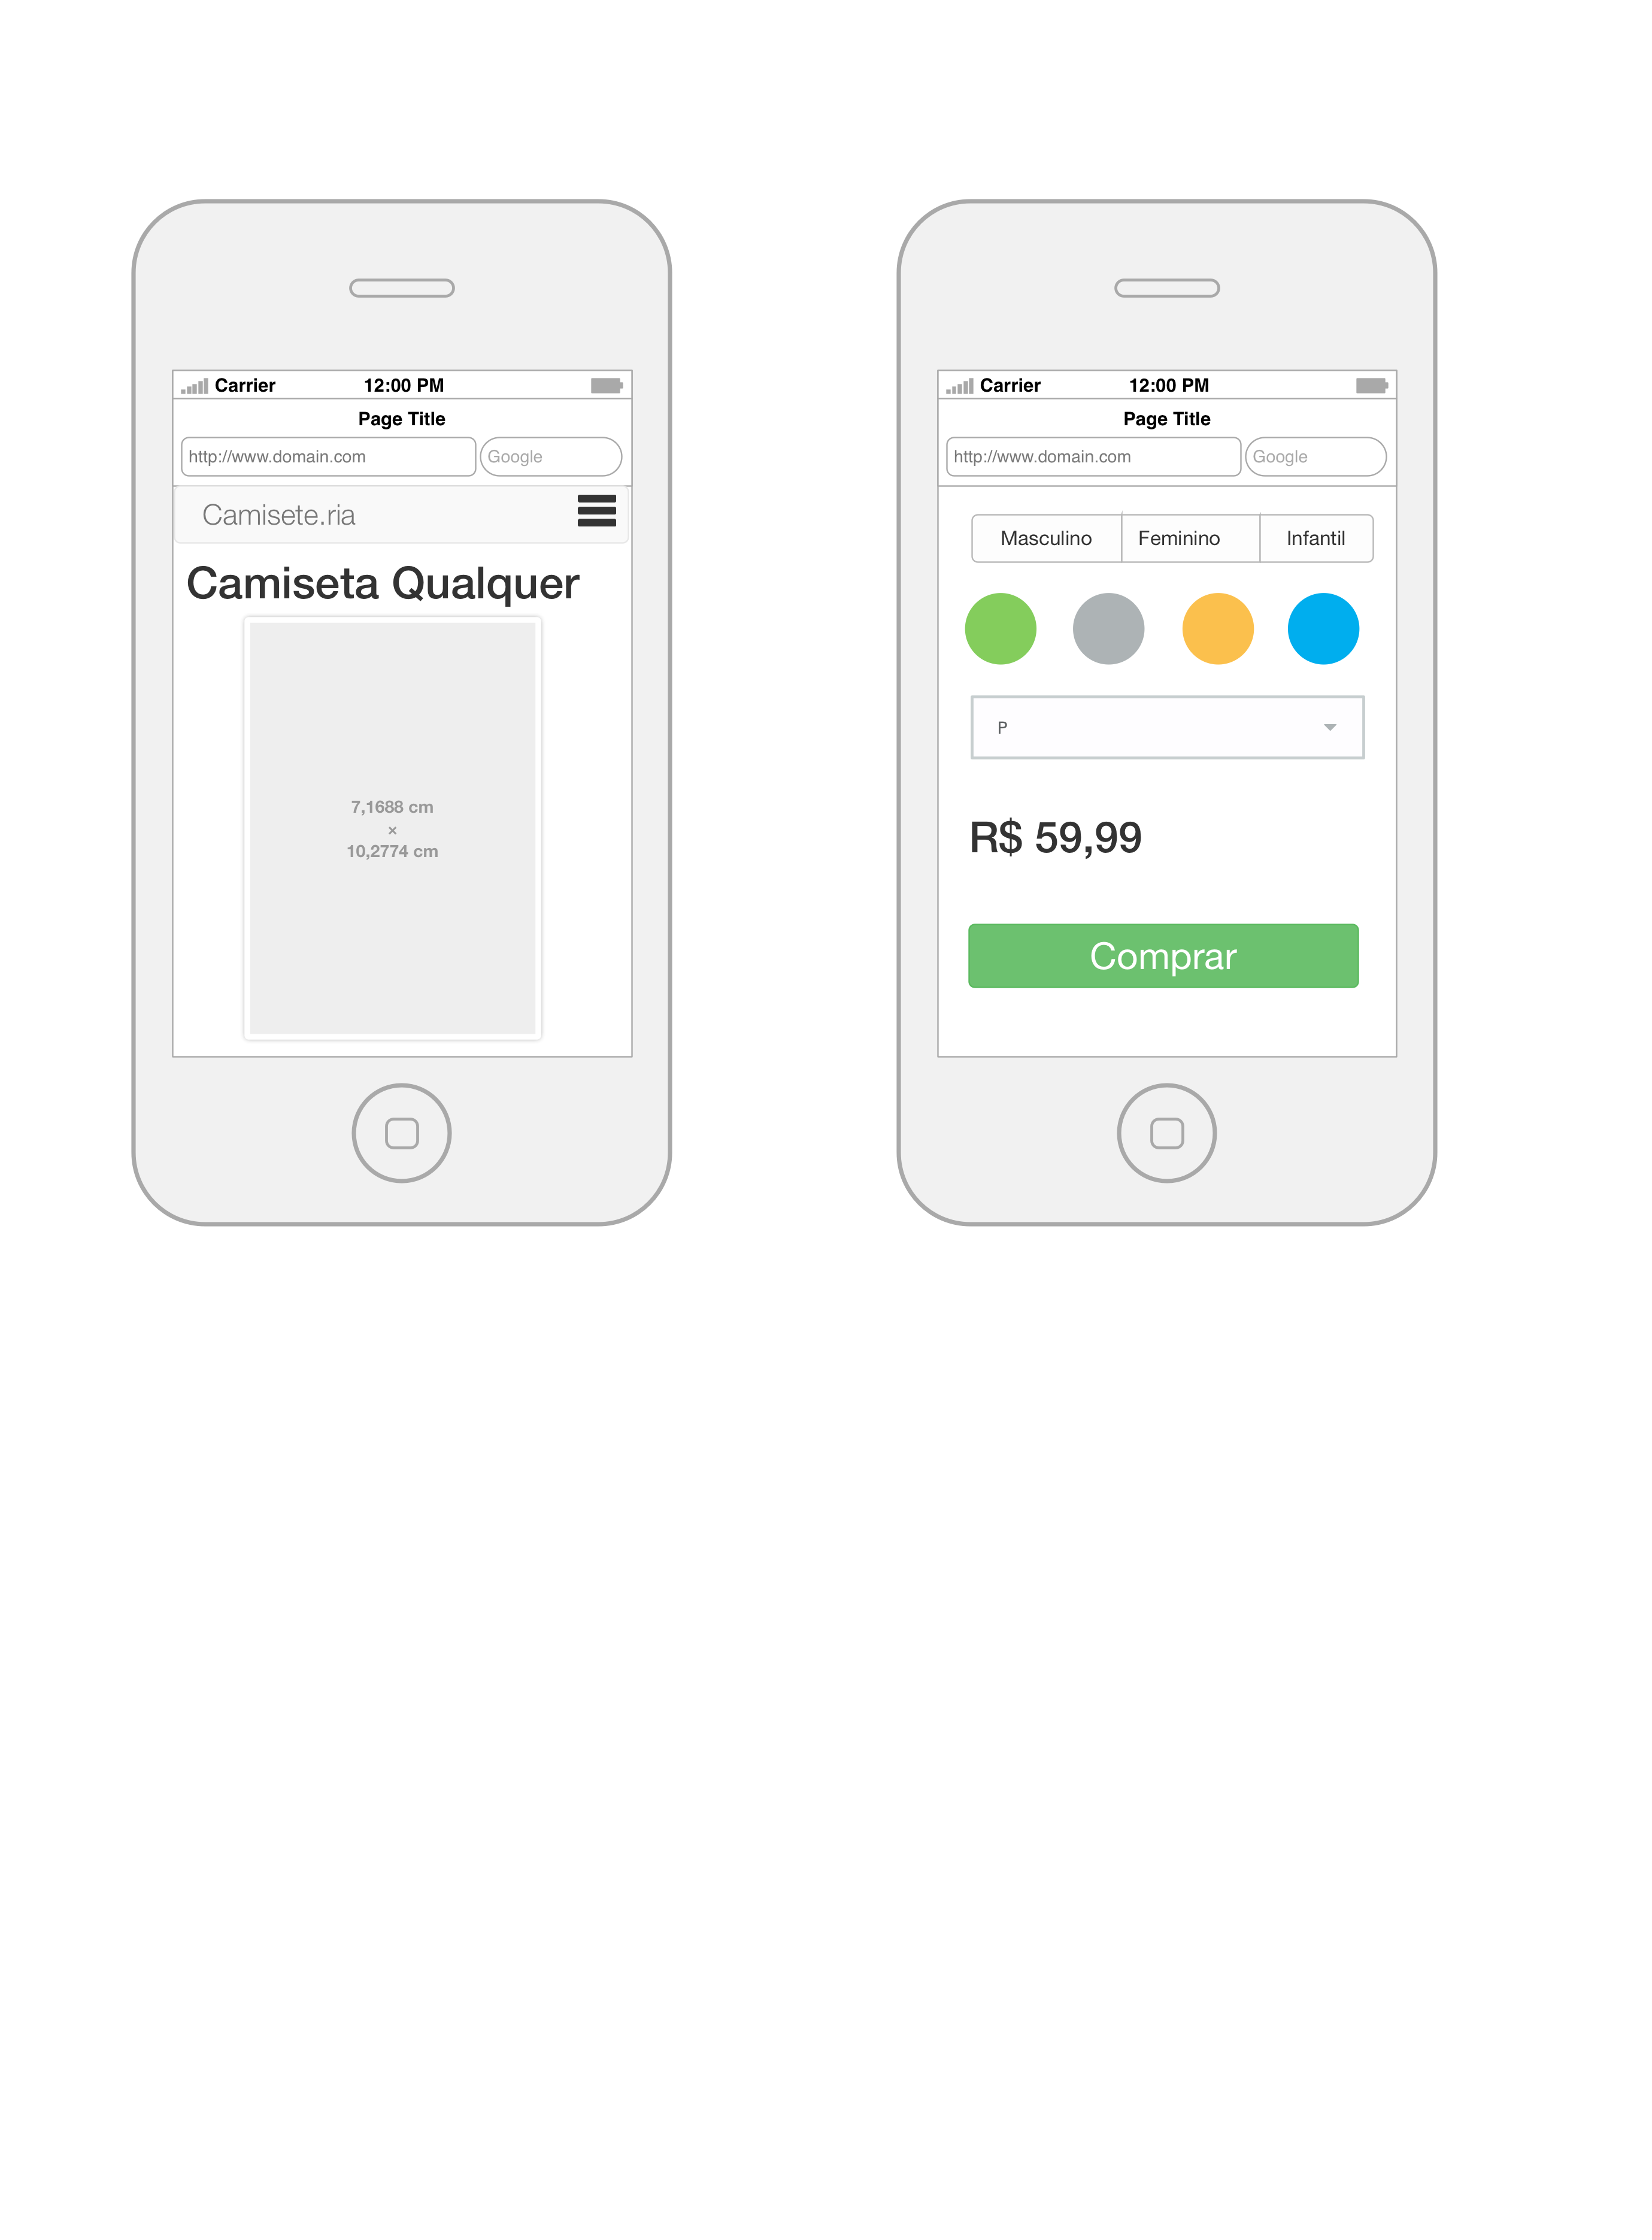 Carrier 12:00 PM
Page Title
http://www.domain.com Google
Camisete.ria
Camiseta Qualquer
7,1688 cm
×
10,2774 cm
Carrier 12:00 PM
Page Title
http://www.domain.com Google
Masculino Feminino Infantil
P
R$ 59,99
Comprar